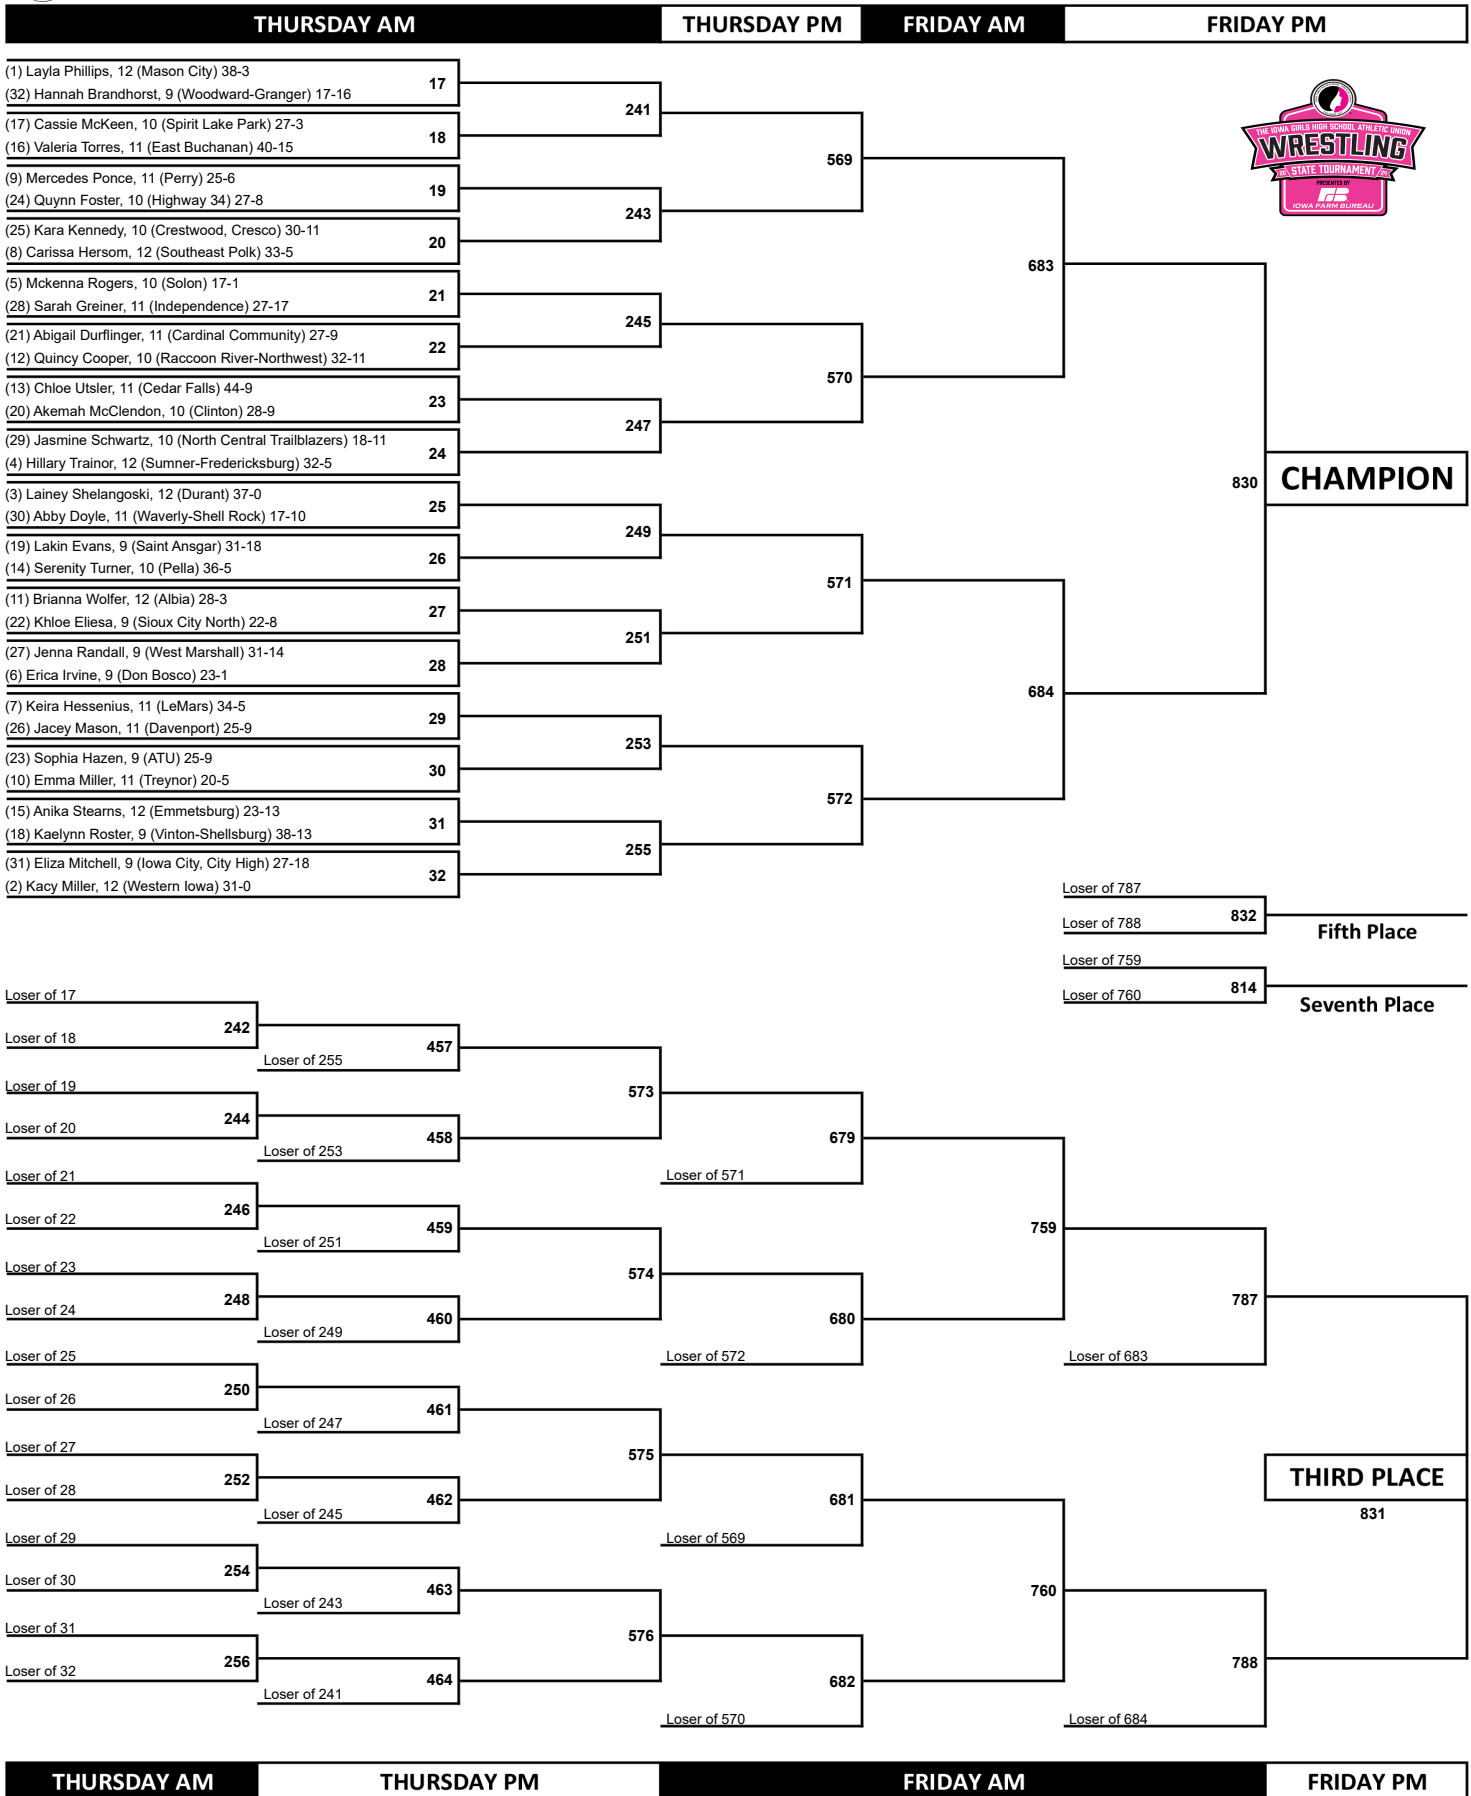 THURSDAY AM THURSDAY PM FRIDAY AM FRIDAY PM
(1) Layla Phillips, 12 (Mason City) 38-3
17
(32) Hannah Brandhorst, 9 (Woodward-Granger) 17-16
241
(17) Cassie McKeen, 10 (Spirit Lake Park) 27-3
18
(16) Valeria Torres, 11 (East Buchanan) 40-15
569
(9) Mercedes Ponce, 11 (Perry) 25-6
19
(24) Quynn Foster, 10 (Highway 34) 27-8
243
(25) Kara Kennedy, 10 (Crestwood, Cresco) 30-11
20
(8) Carissa Hersom, 12 (Southeast Polk) 33-5
683
(5) Mckenna Rogers, 10 (Solon) 17-1
21
(28) Sarah Greiner, 11 (Independence) 27-17
245
(21) Abigail Durflinger, 11 (Cardinal Community) 27-9
22
(12) Quincy Cooper, 10 (Raccoon River-Northwest) 32-11
570
(13) Chloe Utsler, 11 (Cedar Falls) 44-9
23
(20) Akemah McClendon, 10 (Clinton) 28-9
247
(29) Jasmine Schwartz, 10 (North Central Trailblazers) 18-11
24
(4) Hillary Trainor, 12 (Sumner-Fredericksburg) 32-5
830
CHAMPION
(3) Lainey Shelangoski, 12 (Durant) 37-0
25
(30) Abby Doyle, 11 (Waverly-Shell Rock) 17-10
249
(19) Lakin Evans, 9 (Saint Ansgar) 31-18
26
(14) Serenity Turner, 10 (Pella) 36-5
571
(11) Brianna Wolfer, 12 (Albia) 28-3
27
(22) Khloe Eliesa, 9 (Sioux City North) 22-8
251
(27) Jenna Randall, 9 (West Marshall) 31-14
28
(6) Erica Irvine, 9 (Don Bosco) 23-1
684
(7) Keira Hessenius, 11 (LeMars) 34-5
29
(26) Jacey Mason, 11 (Davenport) 25-9
253
(23) Sophia Hazen, 9 (ATU) 25-9
30
(10) Emma Miller, 11 (Treynor) 20-5
572
(15) Anika Stearns, 12 (Emmetsburg) 23-13
31
(18) Kaelynn Roster, 9 (Vinton-Shellsburg) 38-13
255
(31) Eliza Mitchell, 9 (Iowa City, City High) 27-18
32
(2) Kacy Miller, 12 (Western Iowa) 31-0
THE IOWA GIRLS HIGH SCHOOL ATHLETIC UNION
WRESTLING
STATE TOURNAMENT
PRESENTED BY
FB
IOWA FARM BUREAU
Loser of 787
832
Loser of 788
Fifth Place
Loser of 759
814
Loser of 760
Seventh Place
Loser of 17
242
Loser of 18
457
Loser of 255
573
Loser of 19
244
Loser of 20
458
Loser of 253
679
Loser of 571
Loser of 21
246
Loser of 22
459
Loser of 251
759
Loser of 23
574
248
Loser of 24
460
Loser of 249
680
Loser of 572
787
Loser of 683
Loser of 25
250
Loser of 26
461
Loser of 247
575
Loser of 27
252
Loser of 28
462
Loser of 245
681
Loser of 569
THIRD PLACE
831
Loser of 29
254
Loser of 30
463
Loser of 243
760
Loser of 31
576
256
Loser of 32
464
Loser of 241
682
Loser of 570
788
Loser of 684
THURSDAY AM THURSDAY PM FRIDAY AM FRIDAY PM